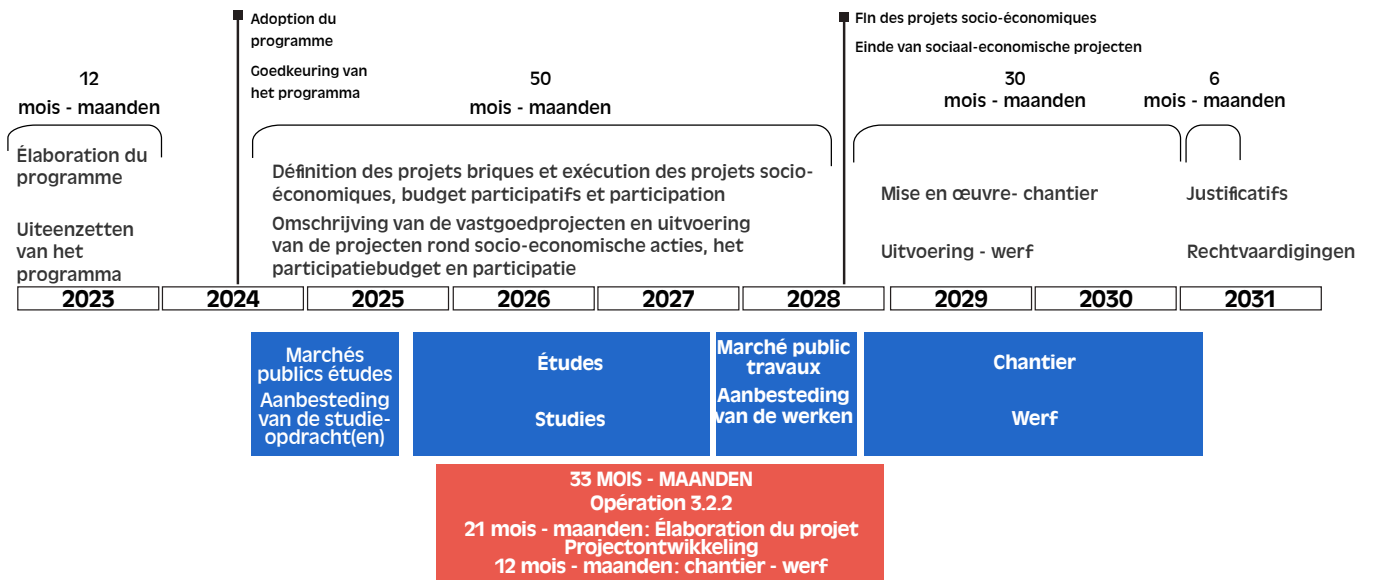 Adoption du
programme
Goedkeuring van
het programma
FIn des projets socio-économiques
Einde van sociaal-economische projecten
12
mois - maanden
50
mois - maanden
30
mois - maanden
6
mois - maanden
Élaboration du
programme
Uiteenzetten
van het
programma
Définition des projets briques et exécution des projets socio-
économiques, budget participatifs et participation
Omschrijving van de vastgoedprojecten en uitvoering
van de projecten rond socio-economische acties, het
participatiebudget en participatie
Mise en œuvre- chantier
Uitvoering - werf
Justificatifs
Rechtvaardigingen
2023
2024
2025
2026
2027
2028
2029
2030
2031
Marchés
publics études
Aanbesteding
van de studie-
opdracht(en)
Études
Studies
Marché public
travaux
Aanbesteding
van de werken
Chantier
Werf
33 MOIS - MAANDEN
Opération 3.2.2
21 mois - maanden: Élaboration du projet
Projectontwikkeling
12 mois - maanden: chantier - werf